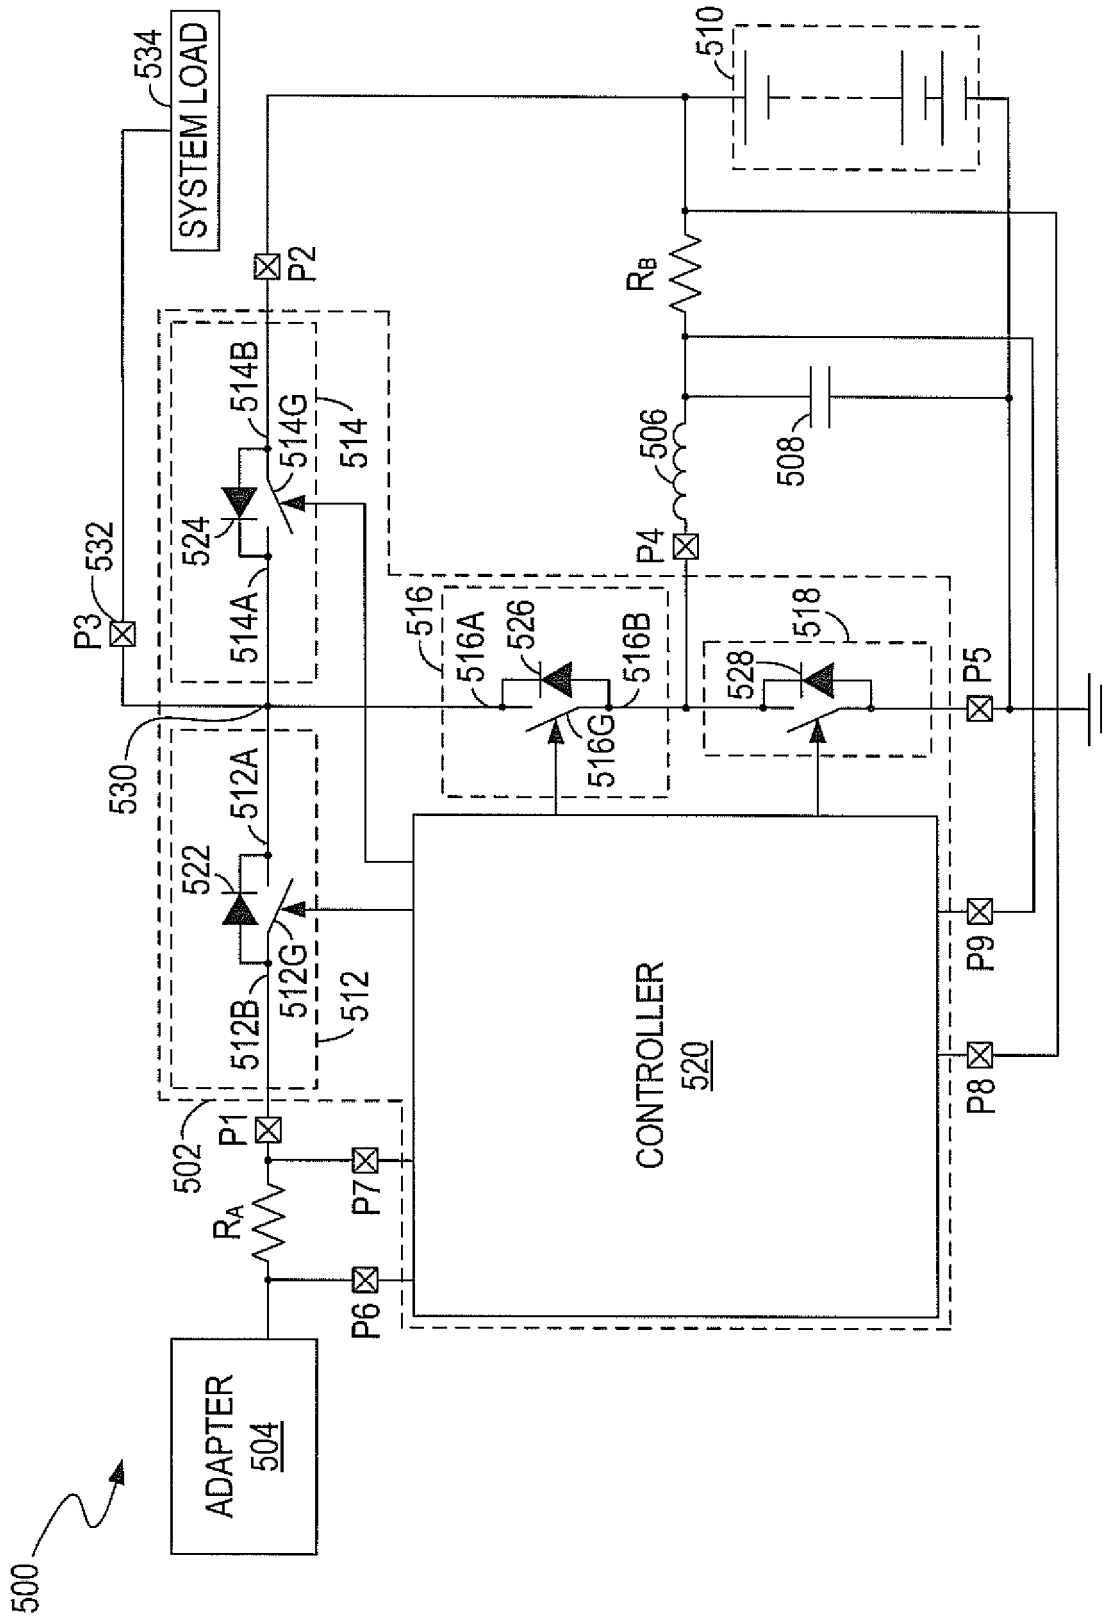 500
ADAPTER
504
RA
P6
P7
P1
502
512
512B
512G
522
512A
530
P3
532
534
SYSTEM LOAD
514A
524
514G
514B
514
P2
516
516A
526
516G
516B
P4
506
508
RB
510
518
528
P5
CONTROLLER
520
P8
P9